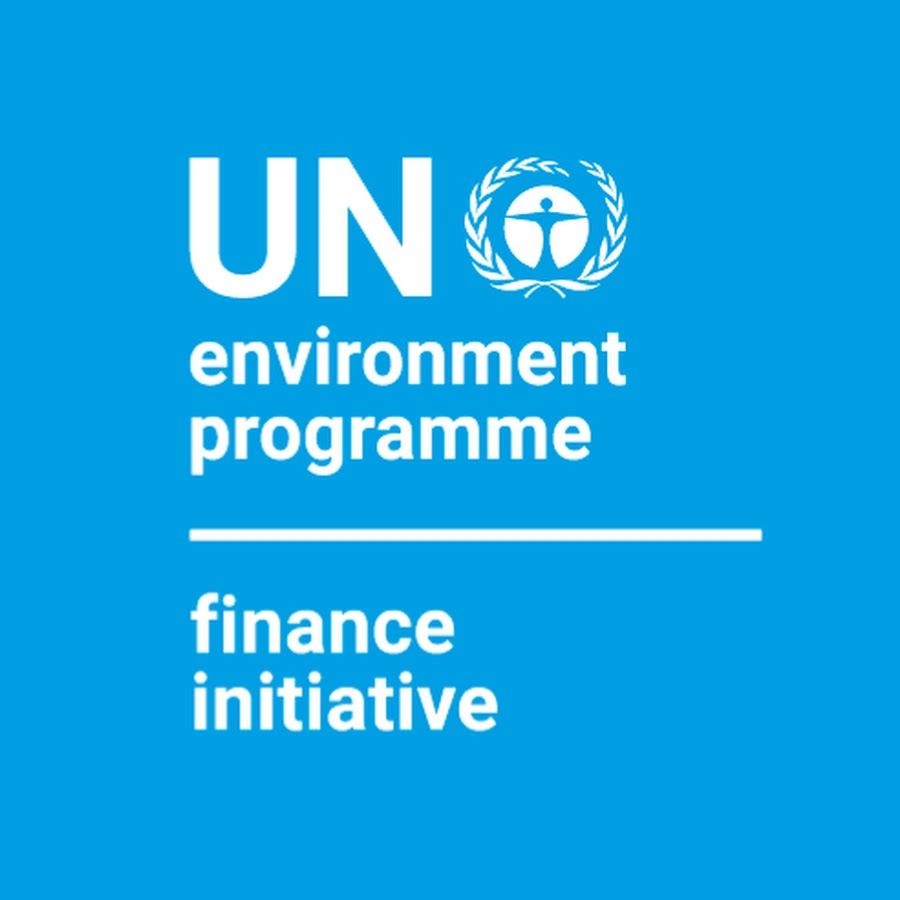 UN
environment
programme
finance
initiative